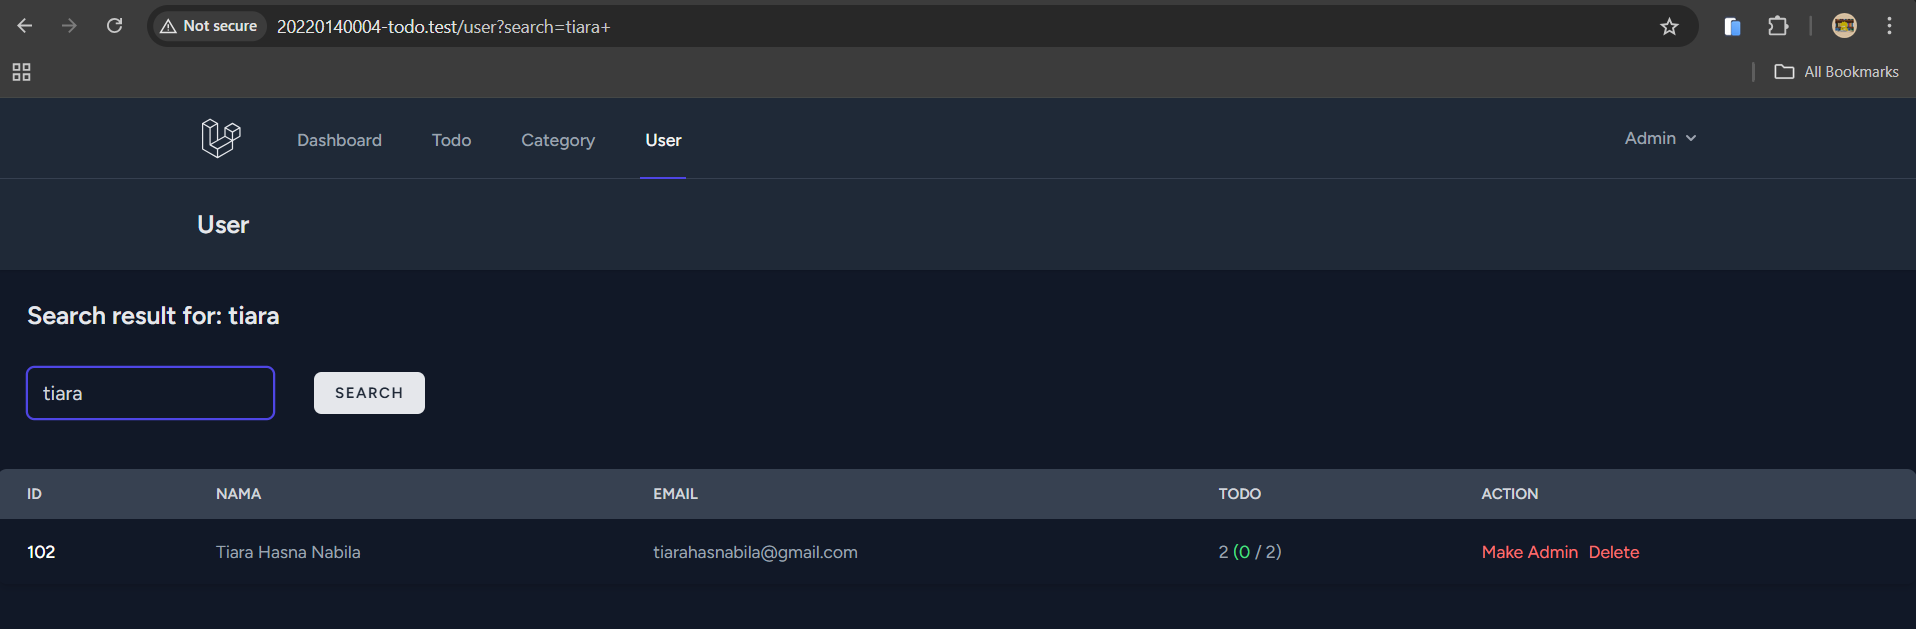 Not secure 20220140004-todo.test/user?search=tiara+
All Bookmarks
Dashboard Todo Category User Admin
User
Search result for: tiara
tiara SEARCH
ID NAMA EMAIL TODO ACTION
102 Tiara Hasna Nabila tiarahasnabila@gmail.com 2 (0 / 2) Make Admin Delete